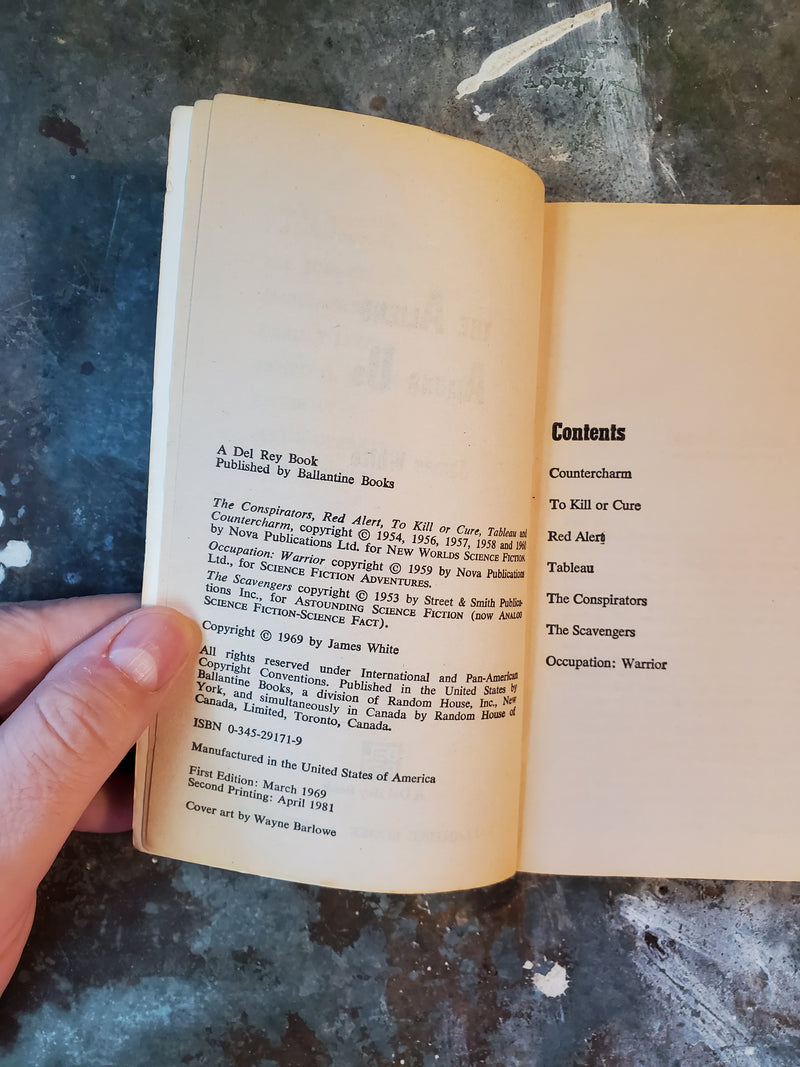 A Del Rey Book
Published by Ballantine Books
The Conspirators, Red Alert, To Kill or Cure, Tableau and
Countercharm, copyright © 1954, 1956, 1957, 1958 and 1960
by Nova Publications Ltd. for NEW WORLDS SCIENCE FICTION.
Occupation: Warrior copyright © 1959 by Nova Publications
Ltd., for SCIENCE FICTION ADVENTURES.
The Scavengers copyright © 1953 by Street & Smith Publica-
tions Inc., for ASTOUNDING SCIENCE FICTION (now ANALOG
SCIENCE FICTION-SCIENCE FACT).
Copyright © 1969 by James White
All rights reserved under International and Pan-American
Copyright Conventions. Published in the United States by
Ballantine Books, a division of Random House, Inc., New
York, and simultaneously in Canada by Random House of
Canada, Limited, Toronto, Canada.
ISBN 0-345-29171-9
Manufactured in the United States of America
First Edition: March 1969
Second Printing: April 1981
Cover art by Wayne Barlowe
Contents
Countercharm
To Kill or Cure
Red Alert
Tableau
The Conspirators
The Scavengers
Occupation: Warrior